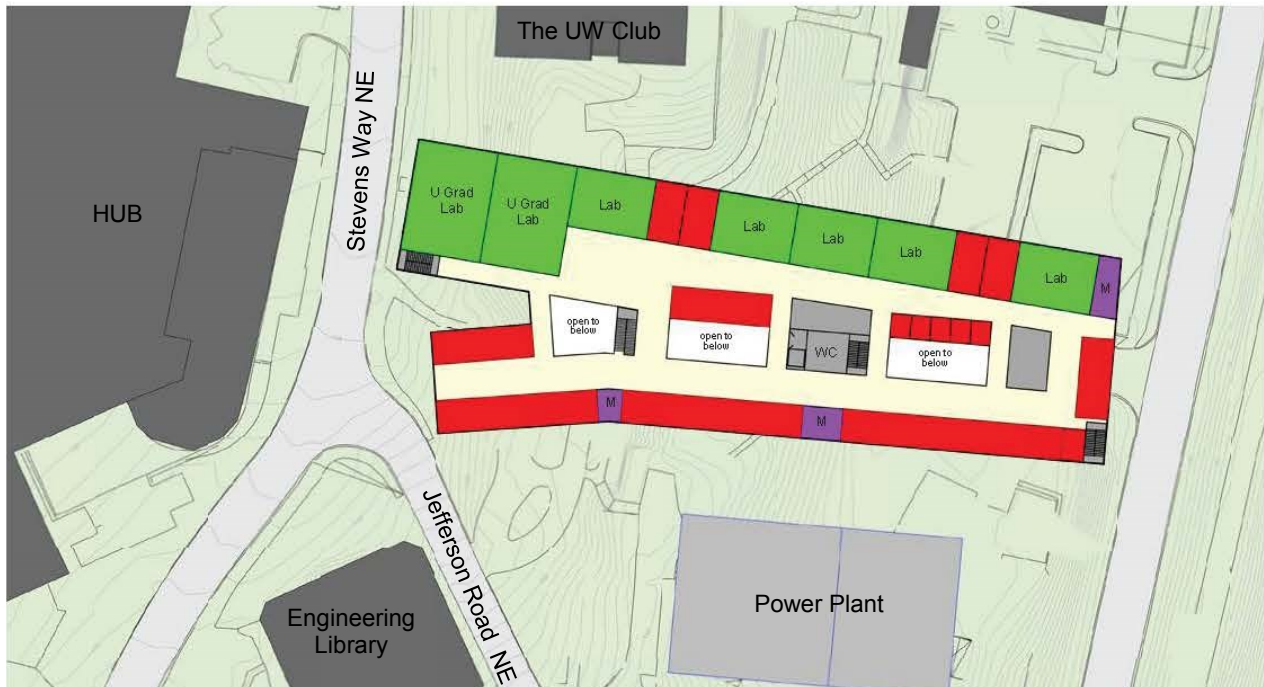 The UW Club
Stevens Way NE
HUB
U Grad
Lab
U Grad
Lab
Lab
Lab
Lab
Lab
Lab
M
open to
below
open to
below
WC
open to
below
M
M
Jefferson Road NE
Engineering
Library
Power Plant